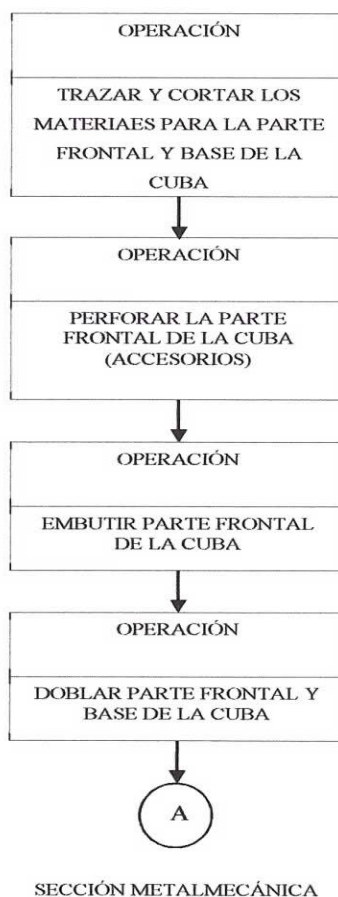 OPERACIÓN
TRAZAR Y CORTAR LOS
MATERIAES PARA LA PARTE
FRONTAL Y BASE DE LA
CUBA
OPERACIÓN
PERFORAR LA PARTE
FRONTAL DE LA CUBA
(ACCESORIOS)
OPERACIÓN
EMBUTIR PARTE FRONTAL
DE LA CUBA
OPERACIÓN
DOBLAR PARTE FRONTAL Y
BASE DE LA CUBA
A
SECCIÓN METALMECÁNICA